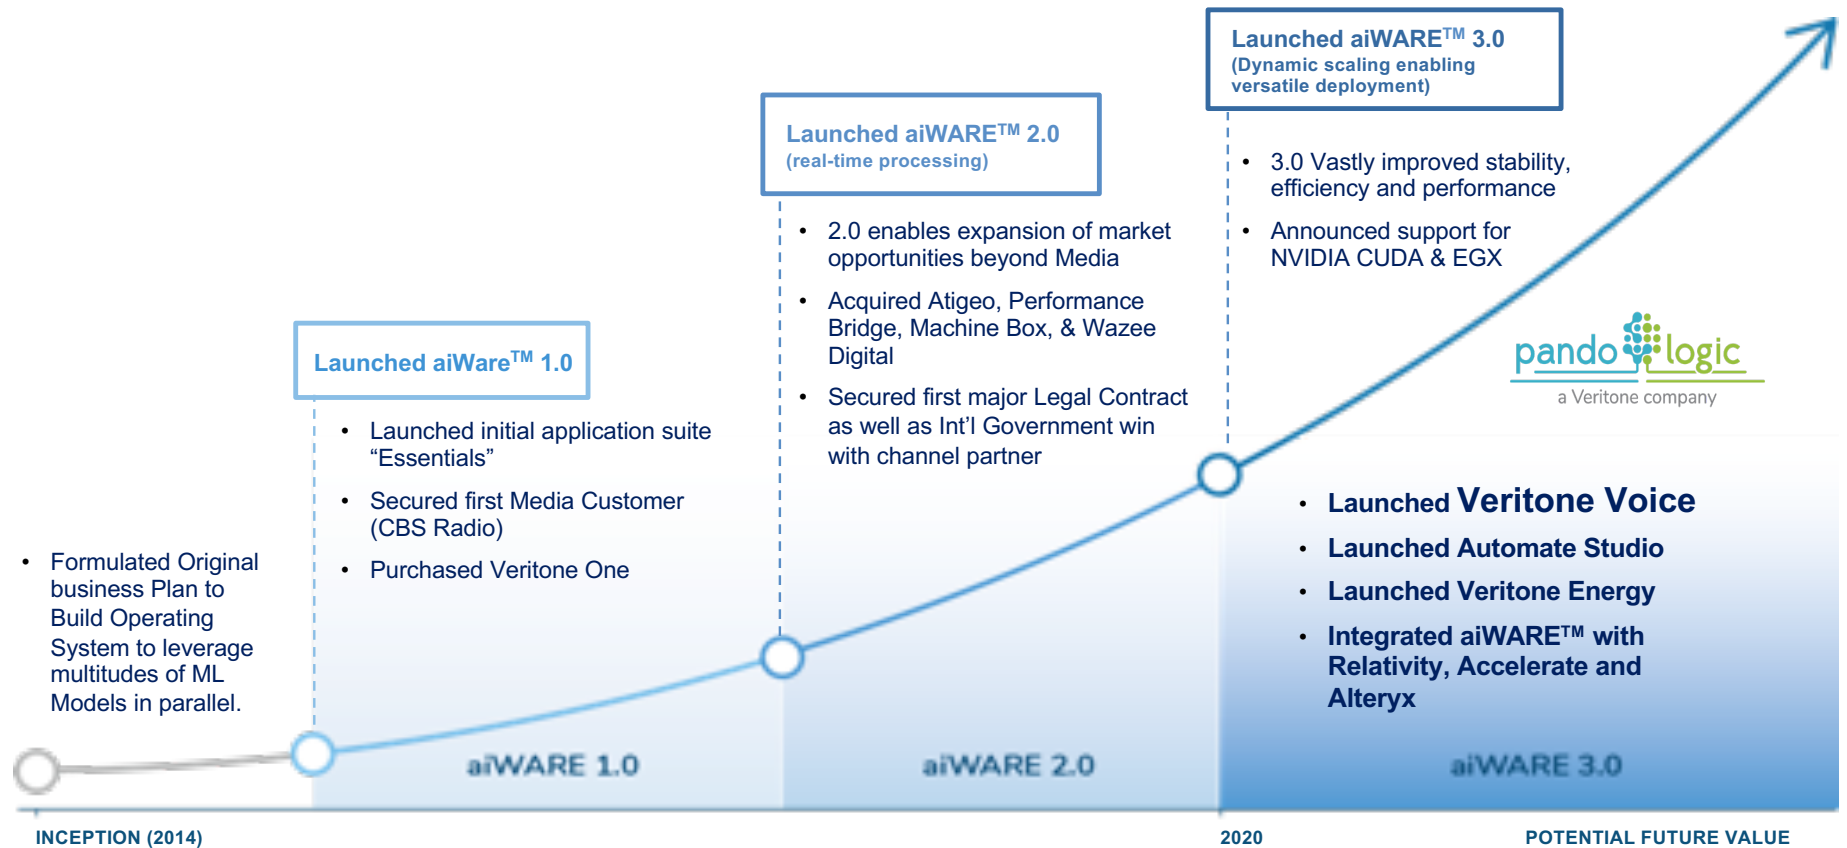 Launched aiWARE™ 3.0
(Dynamic scaling enabling
versatile deployment)
• 3.0 Vastly improved stability,
efficiency and performance
• Announced support for
NVIDIA CUDA & EGX
Launched aiWARE™ 2.0
(real-time processing)
• 2.0 enables expansion of market
opportunities beyond Media
• Acquired Atigeo, Performance
Bridge, Machine Box, & Wazee
Digital
• Secured first major Legal Contract
as well as Int’l Government win
with channel partner
Launched aiWare™ 1.0
• Launched initial application suite
“Essentials”
• Secured first Media Customer
(CBS Radio)
• Purchased Veritone One
• Formulated Original
business Plan to
Build Operating
System to leverage
multitudes of ML
Models in parallel.
pando logic
a Veritone company
• Launched Veritone Voice
• Launched Automate Studio
• Launched Veritone Energy
• Integrated aiWARE™ with
Relativity, Accelerate and
Alteryx
aiWARE 1.0
aiWARE 2.0
aiWARE 3.0
INCEPTION (2014)
2020
POTENTIAL FUTURE VALUE